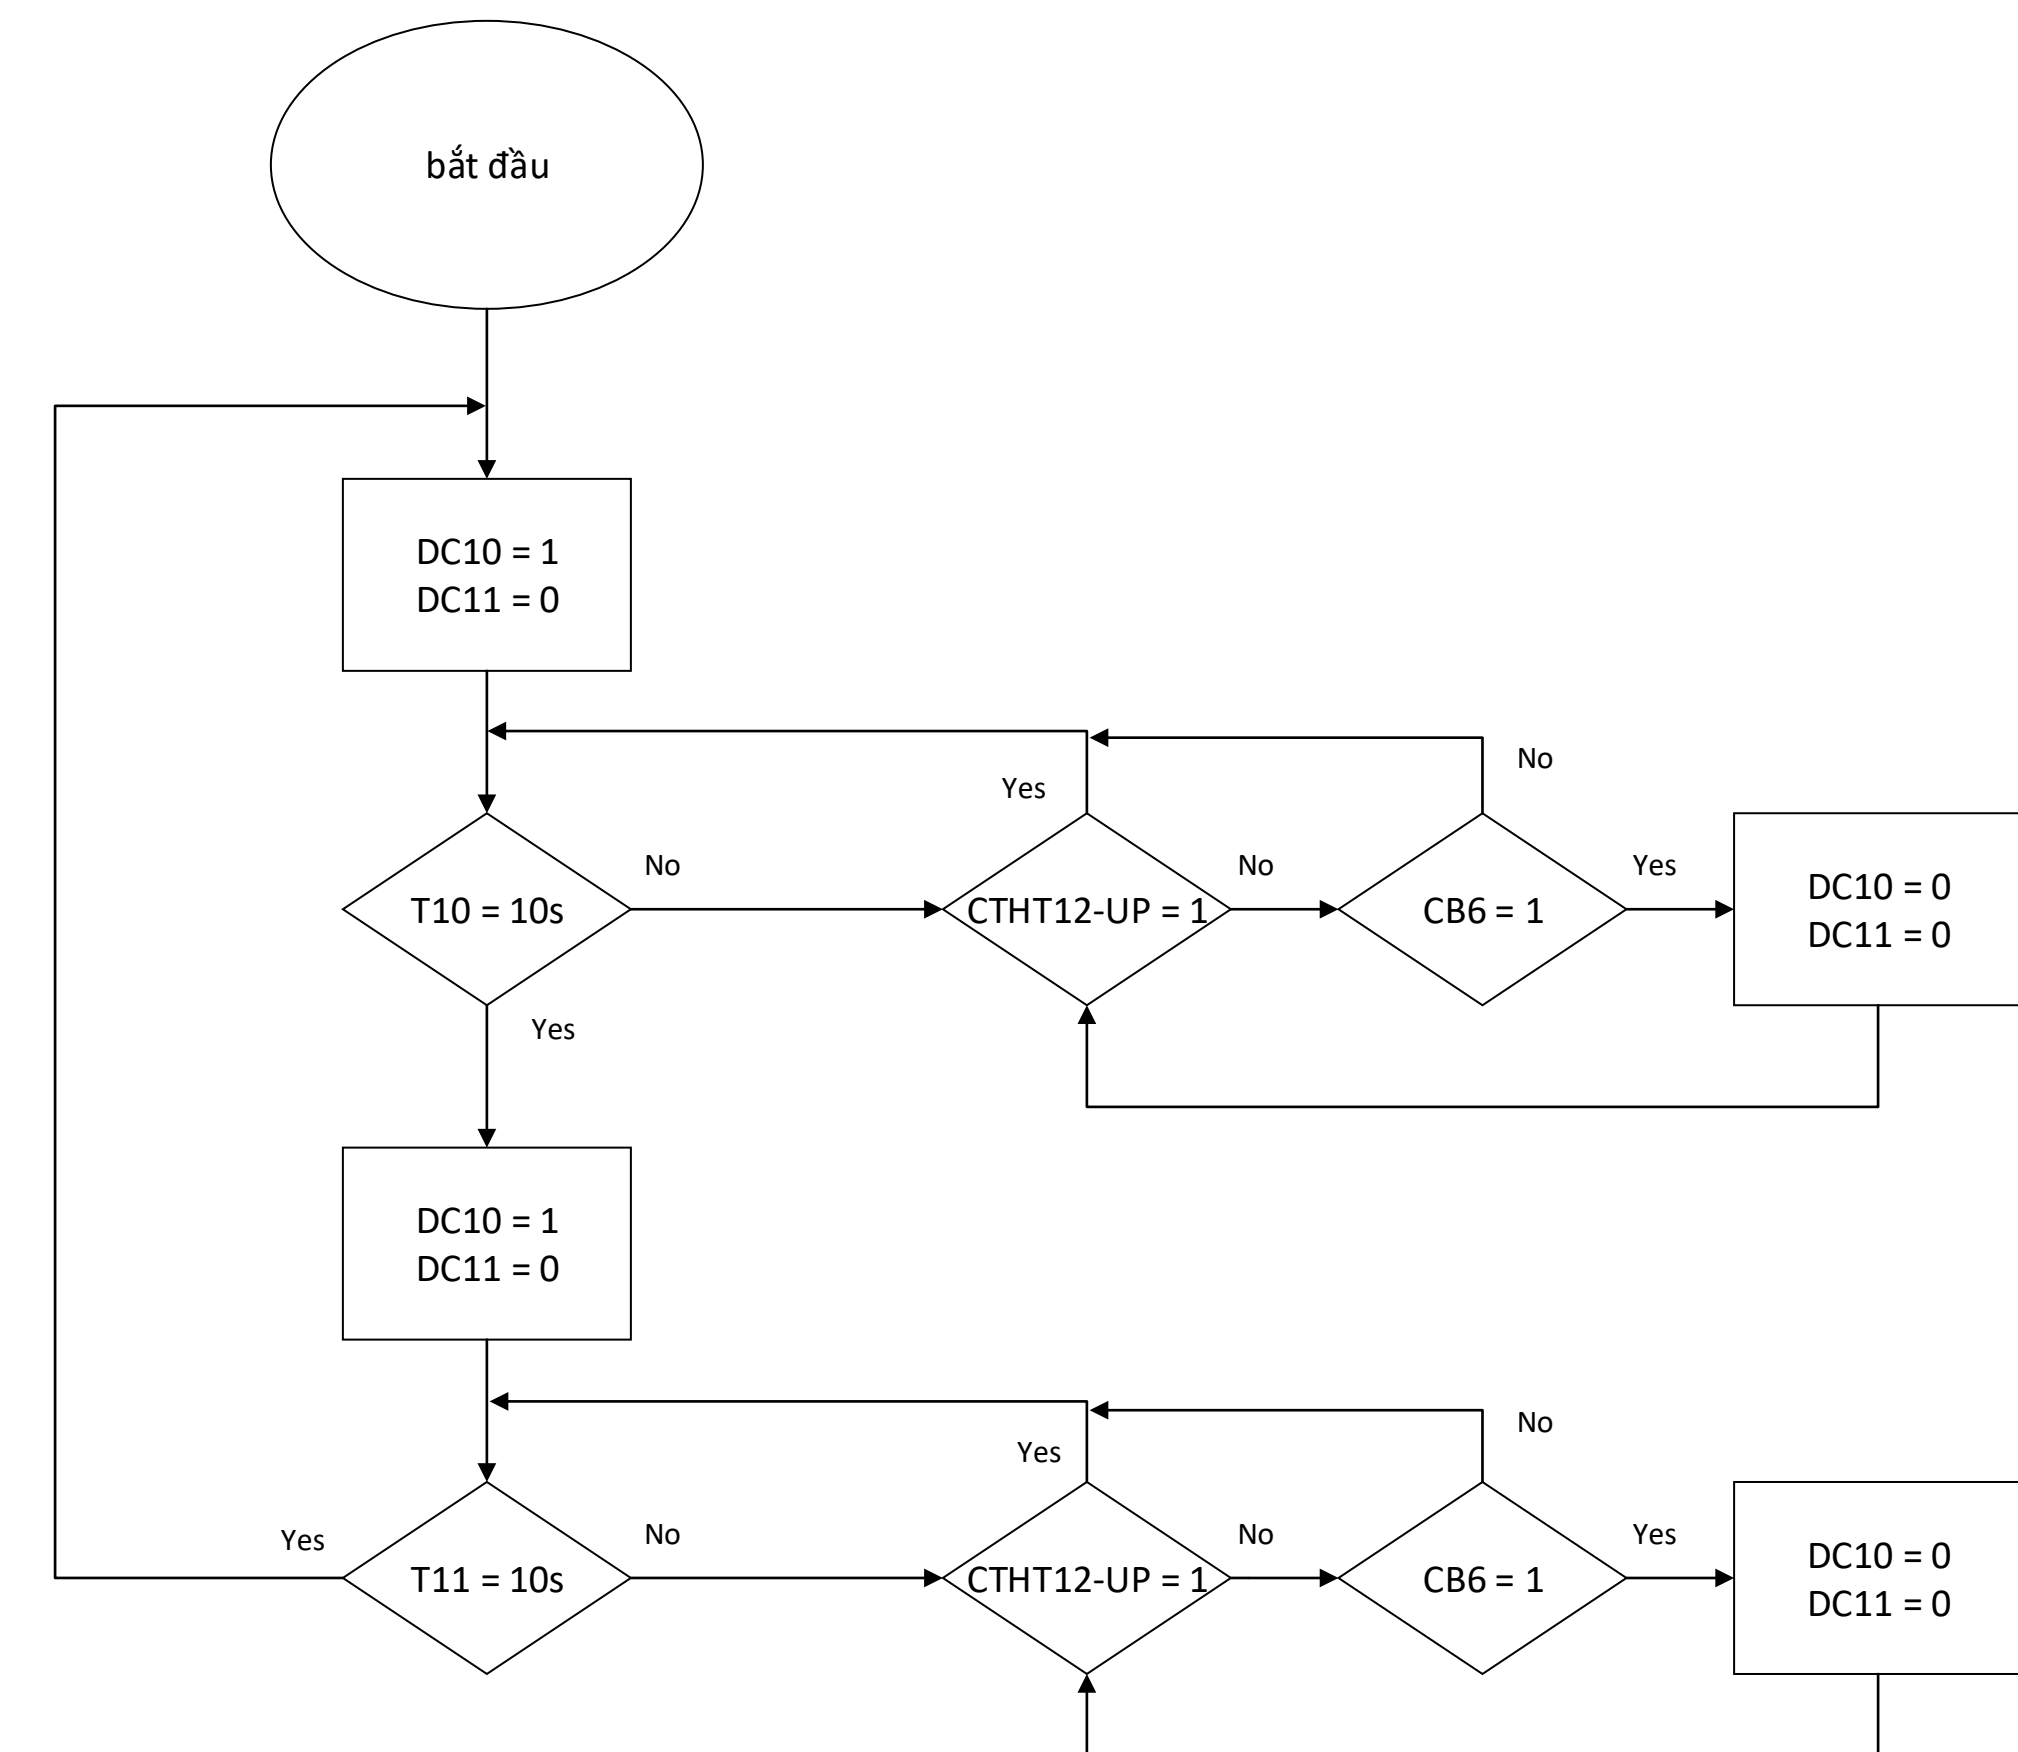 bắt đầu
DC10 = 1
DC11 = 0
No
Yes
No
No
Yes
T10 = 10s
CTHT12-UP = 1
CB6 = 1
DC10 = 0
DC11 = 0
Yes
DC10 = 1
DC11 = 0
No
Yes
Yes
No
No
Yes
T11 = 10s
CTHT12-UP = 1
CB6 = 1
DC10 = 0
DC11 = 0